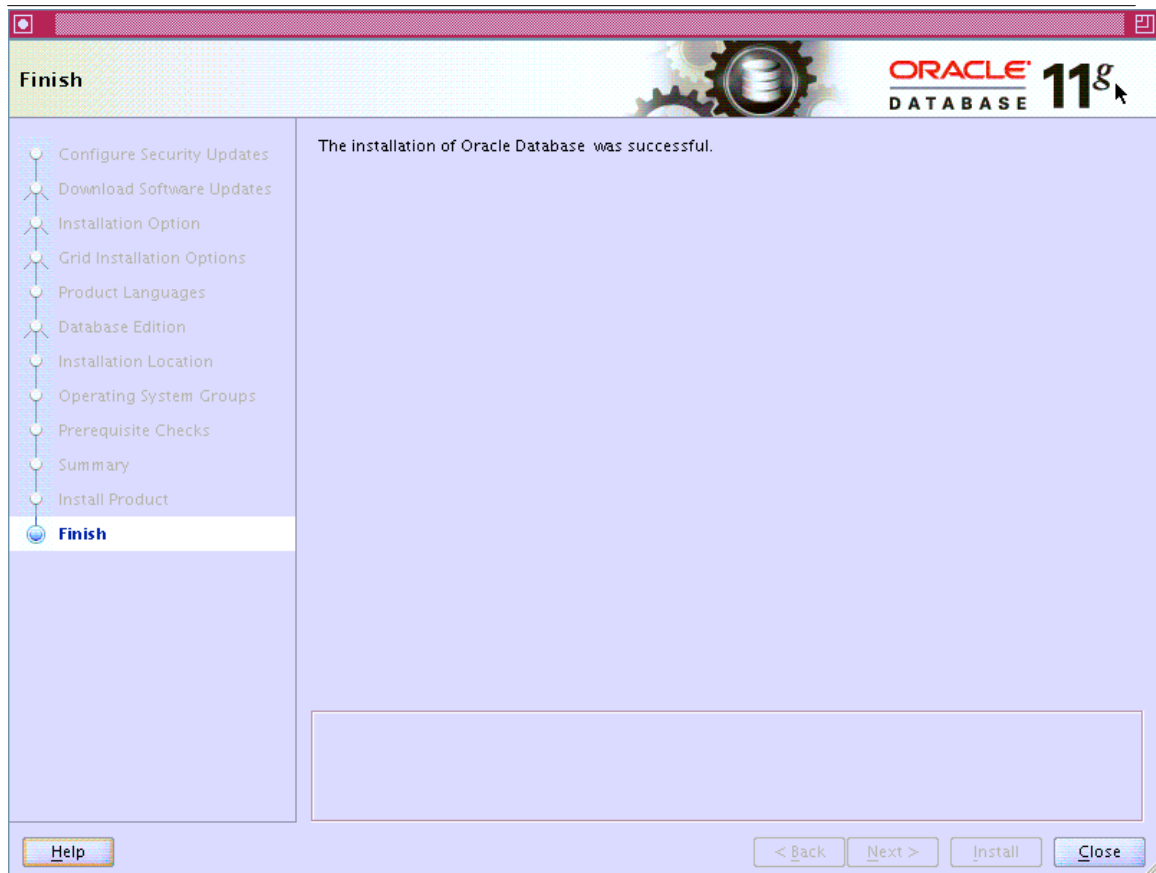 Finish
ORACLE
DATABASE
11g
Configure Security Updates
Download Software Updates
Installation Option
Grid Installation Options
Product Languages
Database Edition
Installation Location
Operating System Groups
Prerequisite Checks
Summary
Install Product
Finish
The installation of Oracle Database was successful.
Help
< Back
Next >
Install
Close